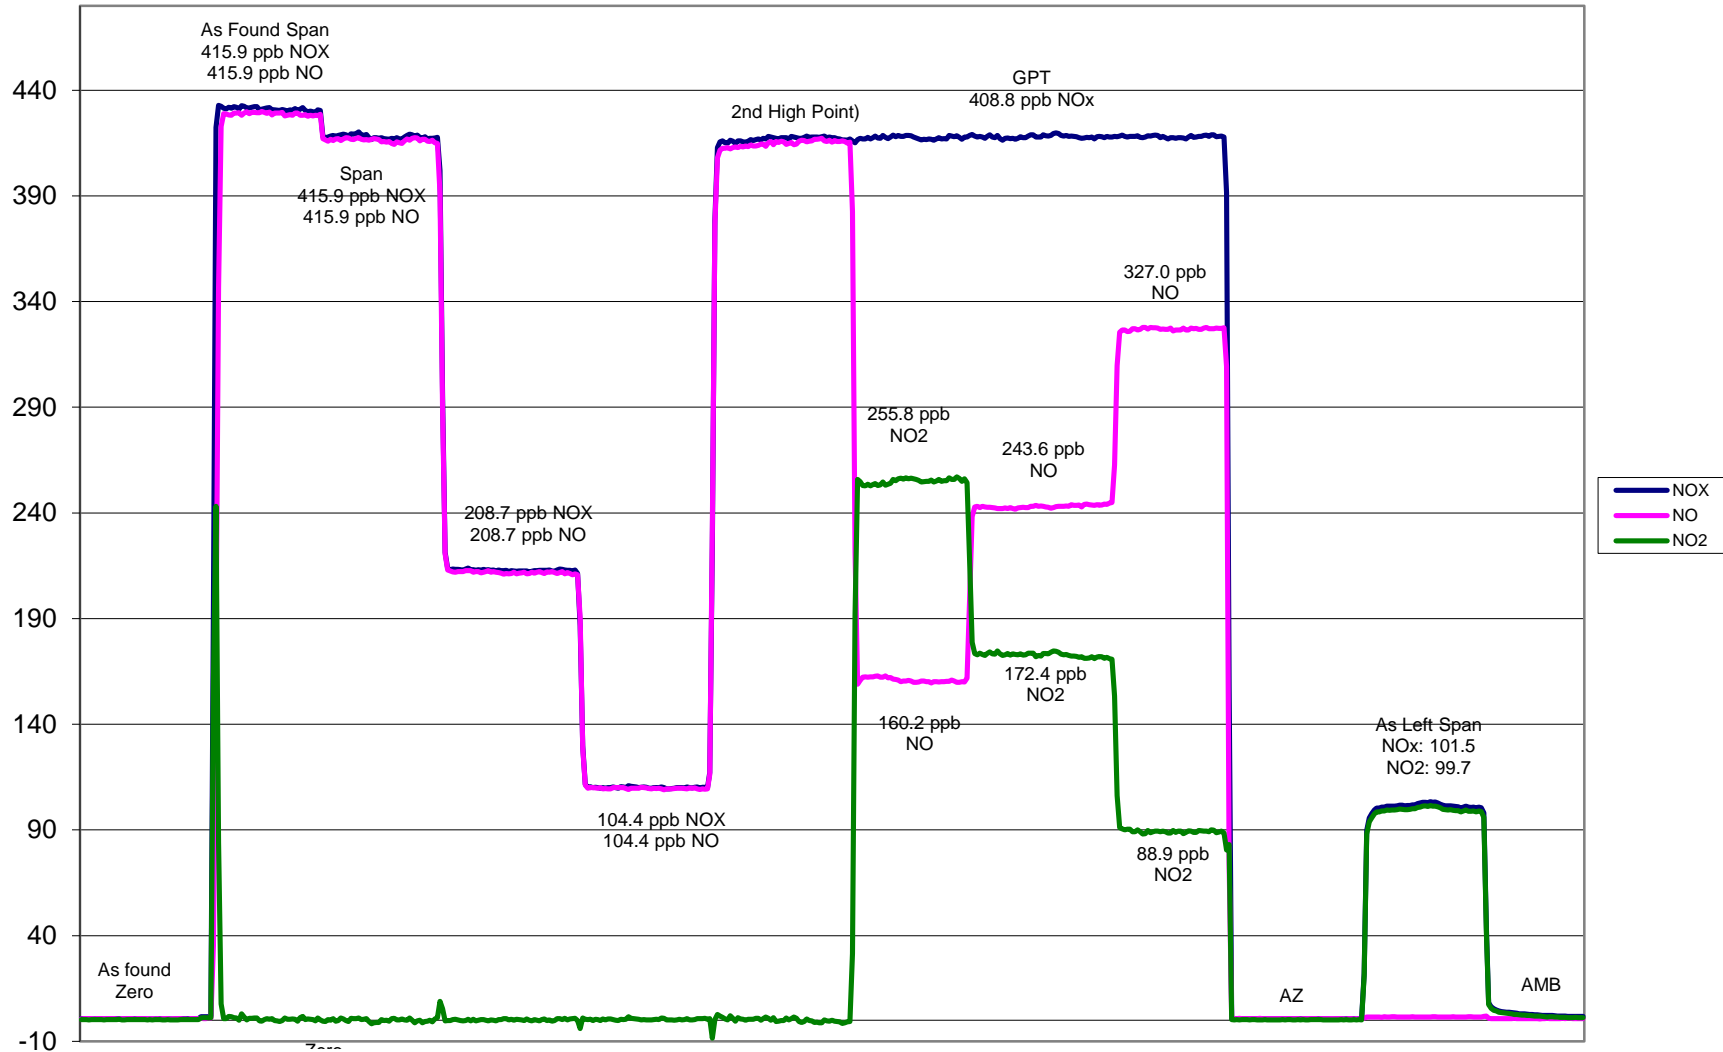 As Found Span
415.9 ppb NOX
415.9 ppb NO
440
GPT
408.8 ppb NOx
2nd High Point)
Span
415.9 ppb NOX
415.9 ppb NO
390
327.0 ppb
NO
340
290
255.8 ppb
NO2
243.6 ppb
NO
240
208.7 ppb NOX
208.7 ppb NO
NOX
NO
NO2
190
172.4 ppb
NO2
160.2 ppb
NO
140
As Left Span
NOx: 101.5
NO2: 99.7
104.4 ppb NOX
104.4 ppb NO
90
88.9 ppb
NO2
40
As found
Zero
AZ
AMB
-10
Zero